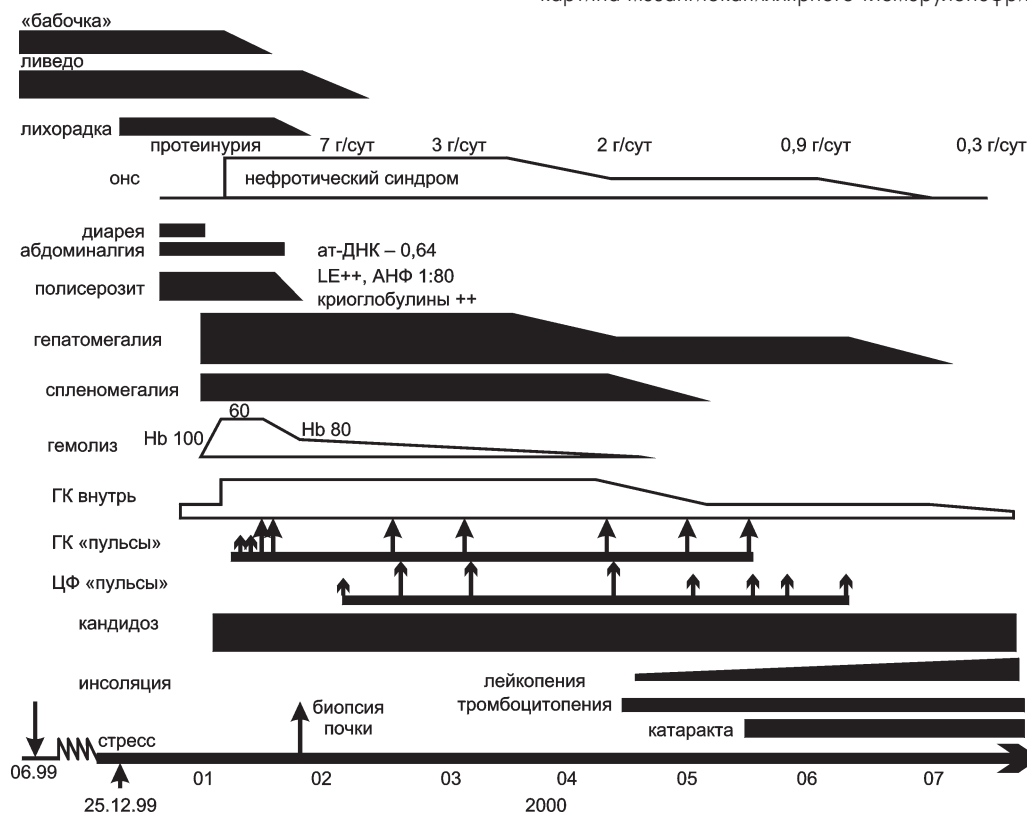 картина мезангиокапиллярного гломерулонефри
«бабочка»
ливедо
лихорадка
протеинурия 7 г/сут 3 г/сут 2 г/сут 0,9 г/сут 0,3 г/сут
онс нефротический синдром
диарея
абдоминалгия ат-ДНК – 0,64
полисерозит LE++, АНФ 1:80
криоглобулины ++
гепатомегалия
спленомегалия
60
гемолиз Hb 100 Hb 80
ГК внутрь
ГК «пульсы»
ЦФ «пульсы»
кандидоз
инсоляция лейкопения
тромбоцитопения
биопсия
почки
катаракта
стресс
06.99 01 02 03 04 05 06 07
25.12.99 2000